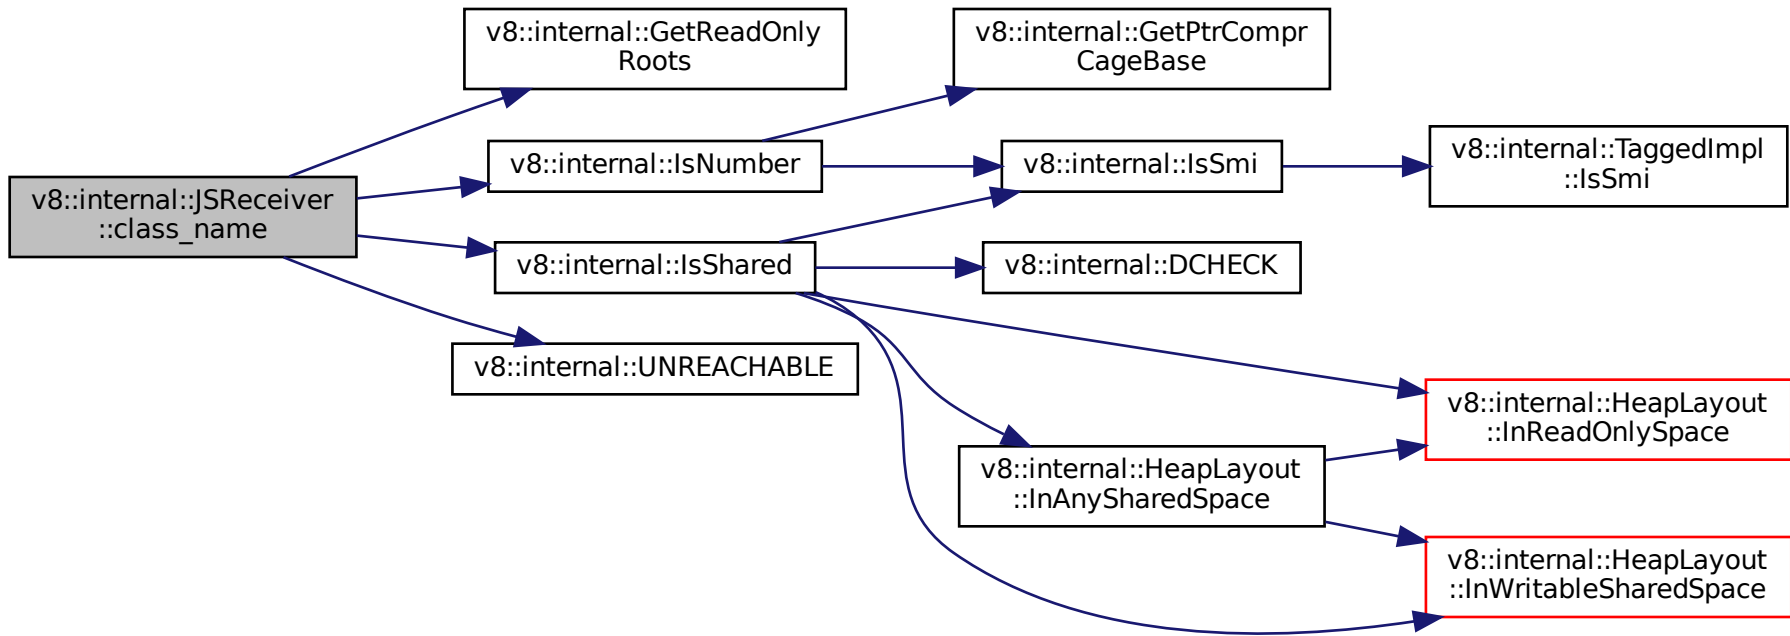 v8::internal::JSReceiver
::class_name
v8::internal::GetReadOnly
Roots
v8::internal::IsNumber
v8::internal::IsShared
v8::internal::UNREACHABLE
v8::internal::GetPtrCompr
CageBase
v8::internal::IsSmi
v8::internal::DCHECK
v8::internal::HeapLayout
::InAnySharedSpace
v8::internal::TaggedImpl
::IsSmi
v8::internal::HeapLayout
::InReadOnlySpace
v8::internal::HeapLayout
::InWritableSharedSpace